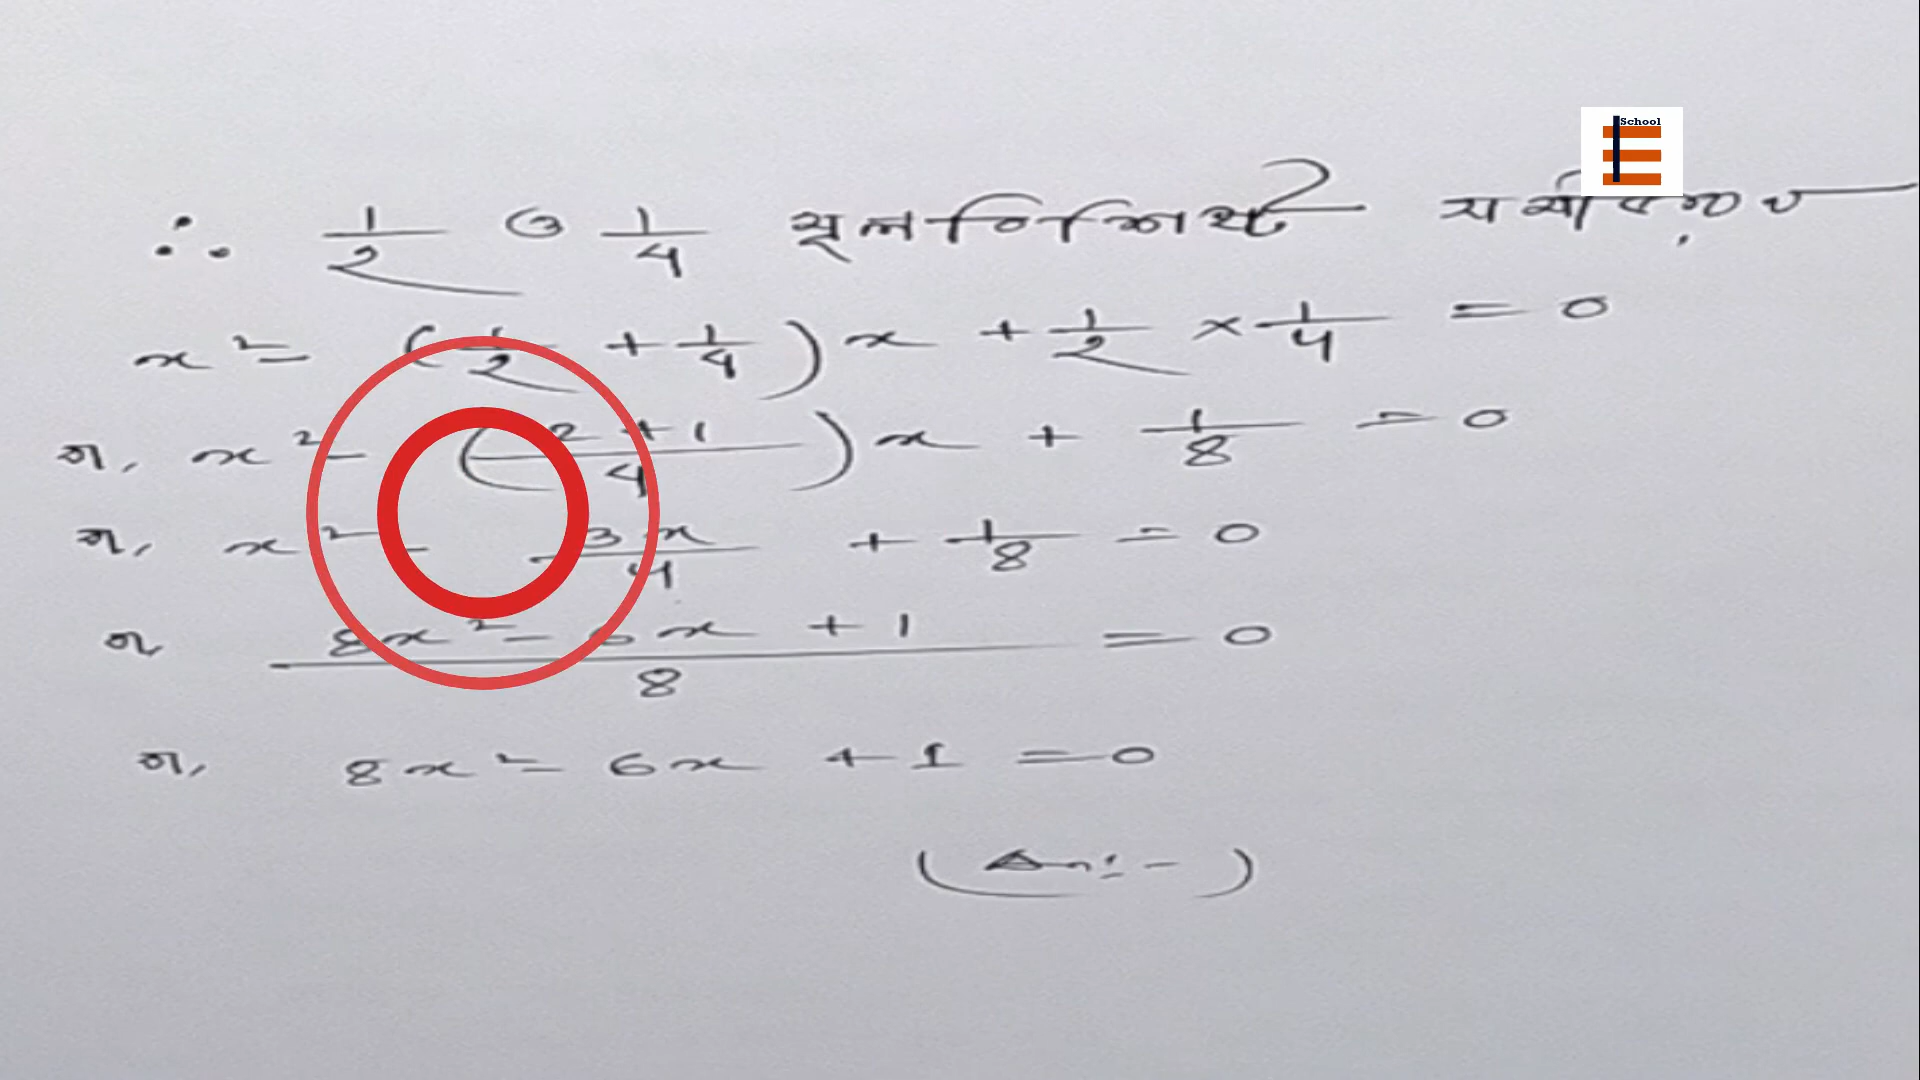 School
∴ 1/2 ও 1/4 মূলবিশিষ্ট সমীকরণ
x² - (1/2 + 1/4)x + 1/2 × 1/4 = 0
বা, x² - (2+1/4)x + 1/8 = 0
বা, x² - 3x/4 + 1/8 = 0
বা 8x² - 6x + 1/8 = 0
বা, 8x² - 6x + 1 = 0
(Ans:-)